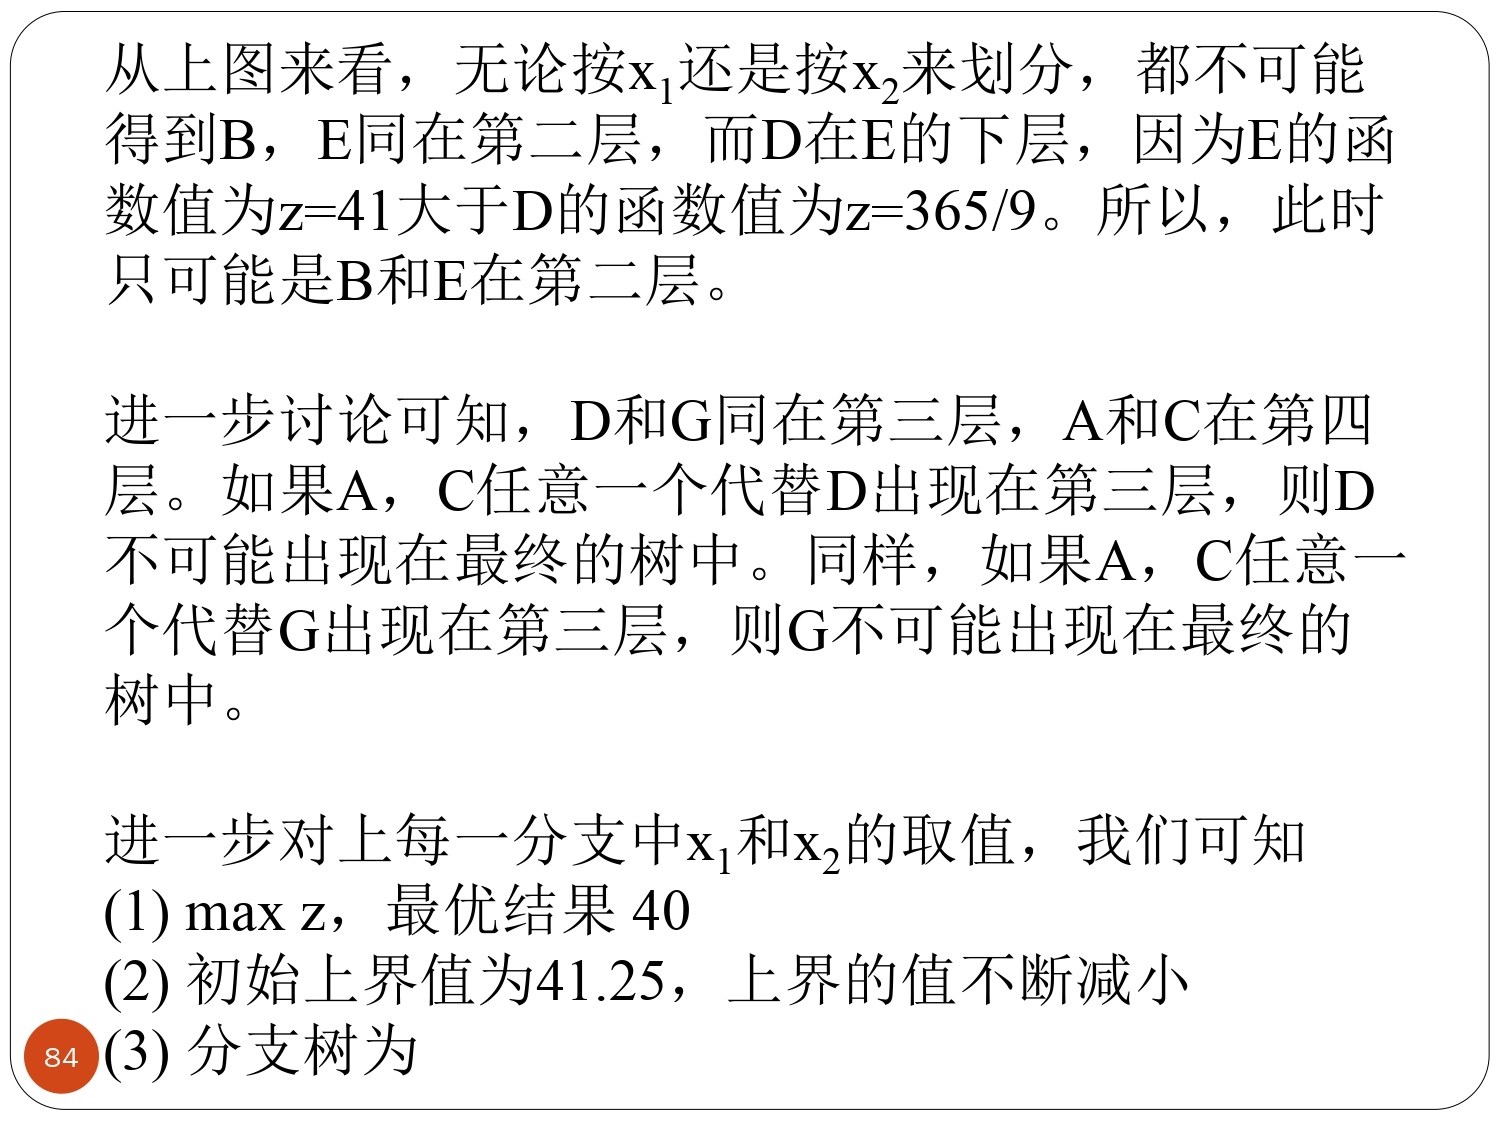 从上图来看，无论按x₁还是按x₂来划分，都不可能
得到B，E同在第二层，而D在E的下层，因为E的函
数值为z=41大于D的函数值为z=365/9。所以，此时
只可能是B和E在第二层。
进一步讨论可知，D和G同在第三层，A和C在第四
层。如果A，C任意一个代替D出现在第三层，则D
不可能出现在最终的树中。同样，如果A，C任意一
个代替G出现在第三层，则G不可能出现在最终的
树中。
进一步对上每一分支中x₁和x₂的取值，我们可知
(1) max z，最优结果 40
(2) 初始上界值为41.25，上界的值不断减小
(3) 分支树为
84